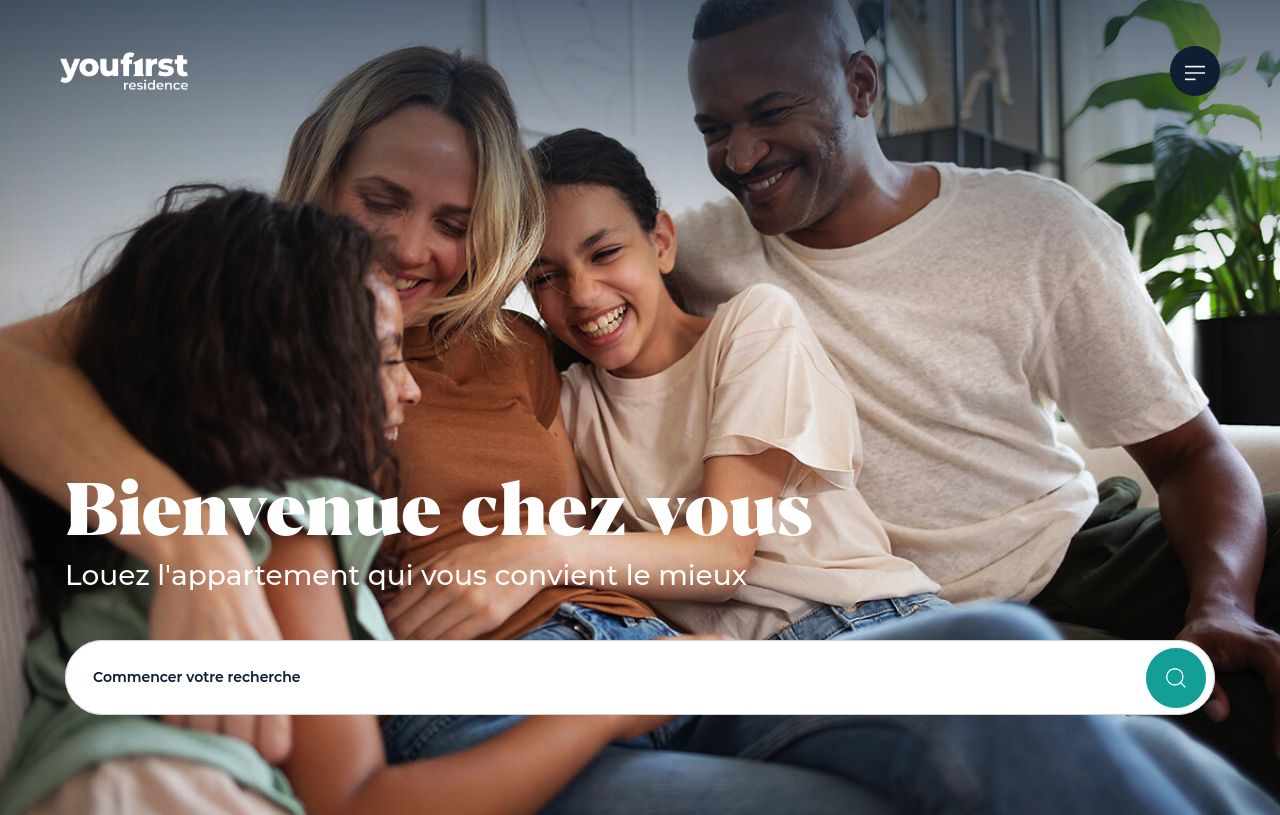 youfirst
residence
Bienvenue chez vous
Louez l'appartement qui vous convient le mieux
Commencer votre recherche